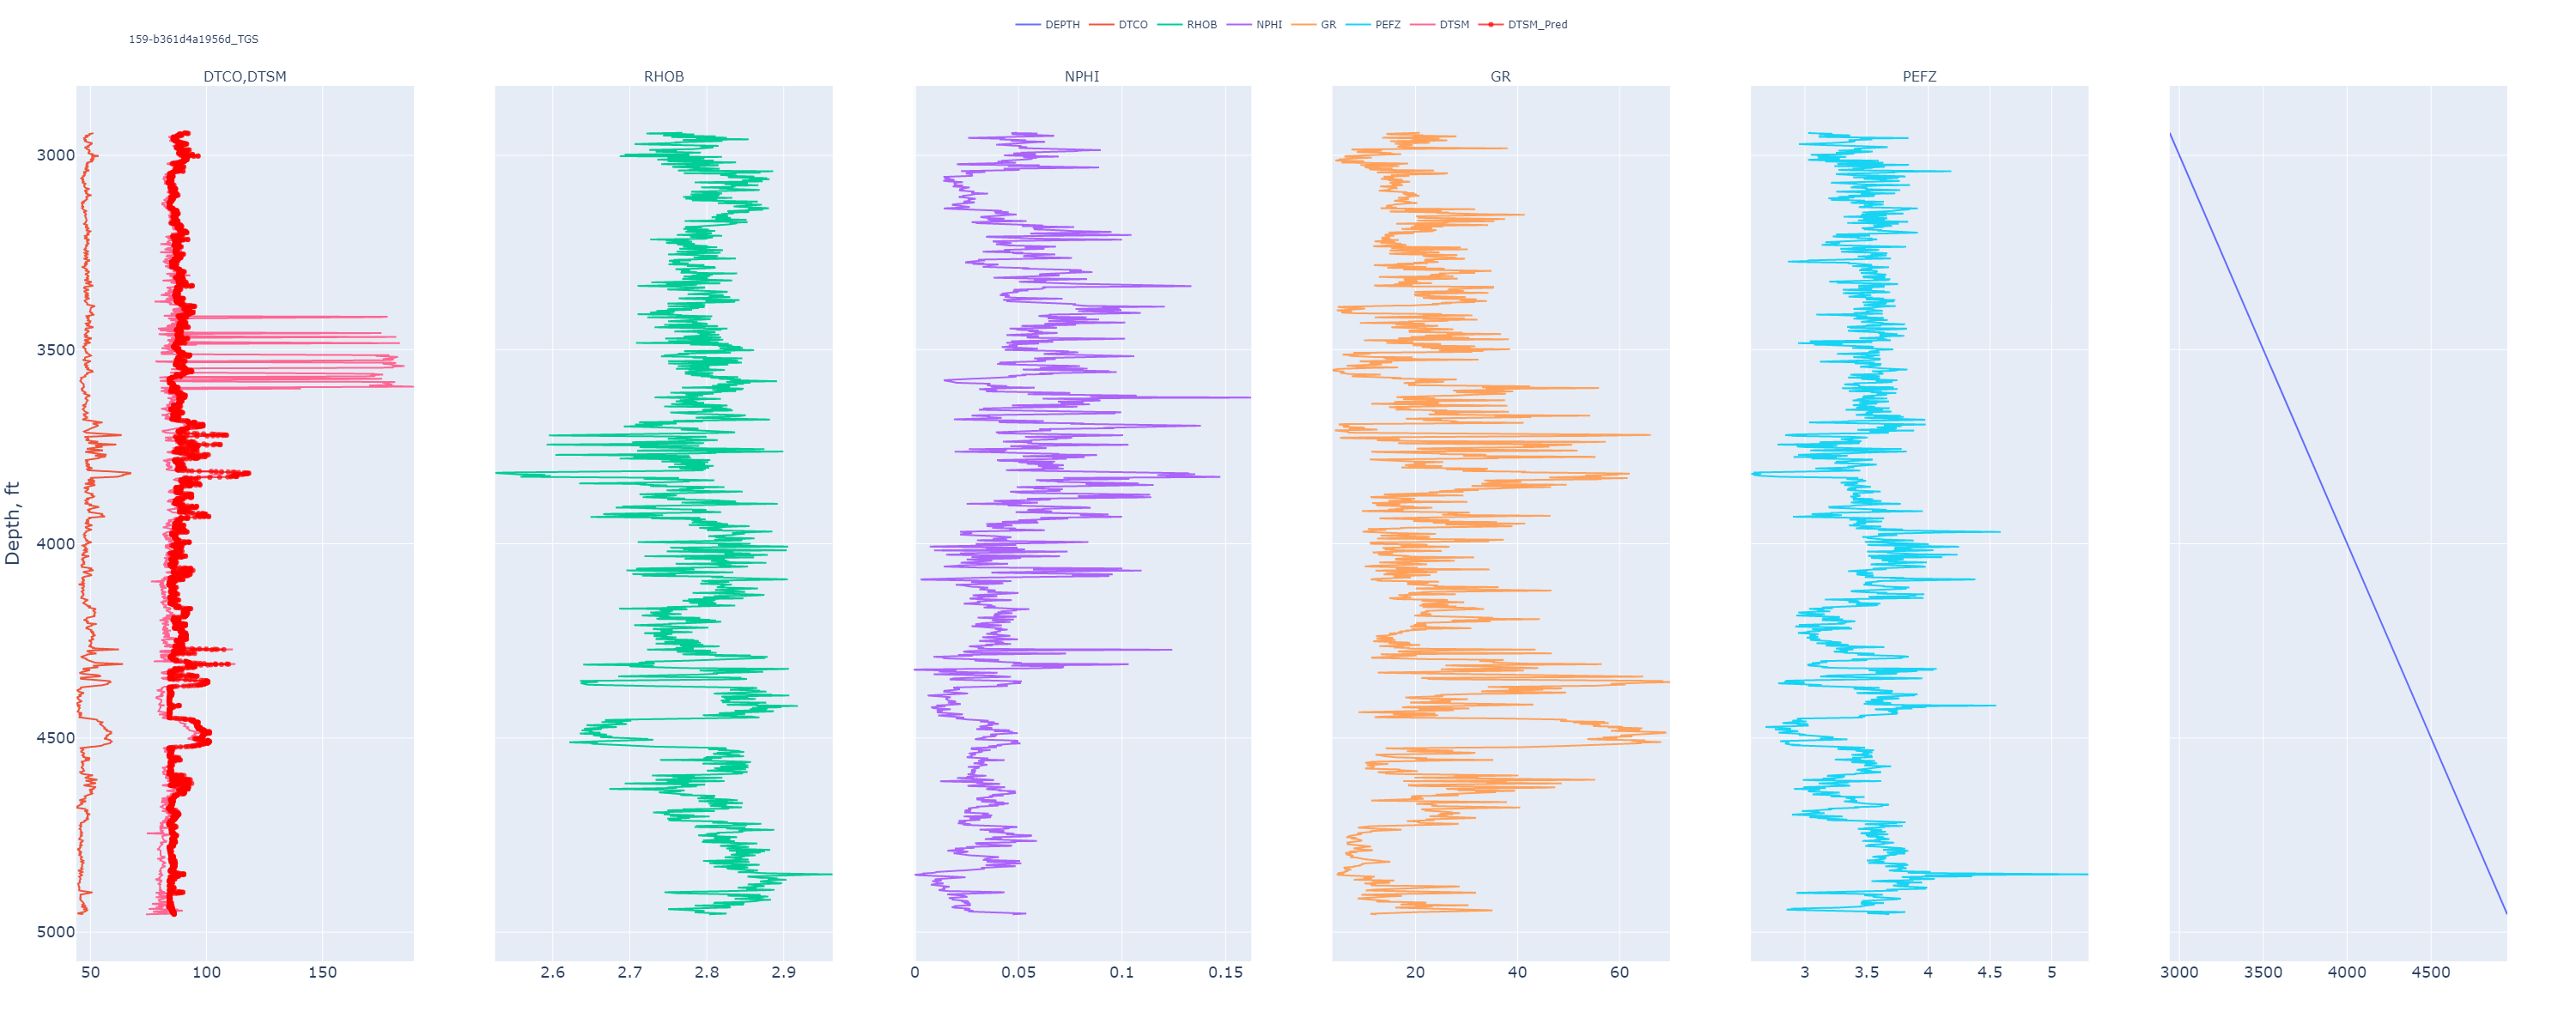 DEPTH DTCO RHOB NPHI GR PEFZ DTSM DTSM_Pred
159-b361d4a1956d_TGS
DTCO,DTSM RHOB NPHI GR PEFZ
3000
3500
Depth, ft
4000
4500
5000
50 100 150 2.6 2.7 2.8 2.9 0 0.05 0.1 0.15 20 40 60 3 3.5 4 4.5 5 3000 3500 4000 4500